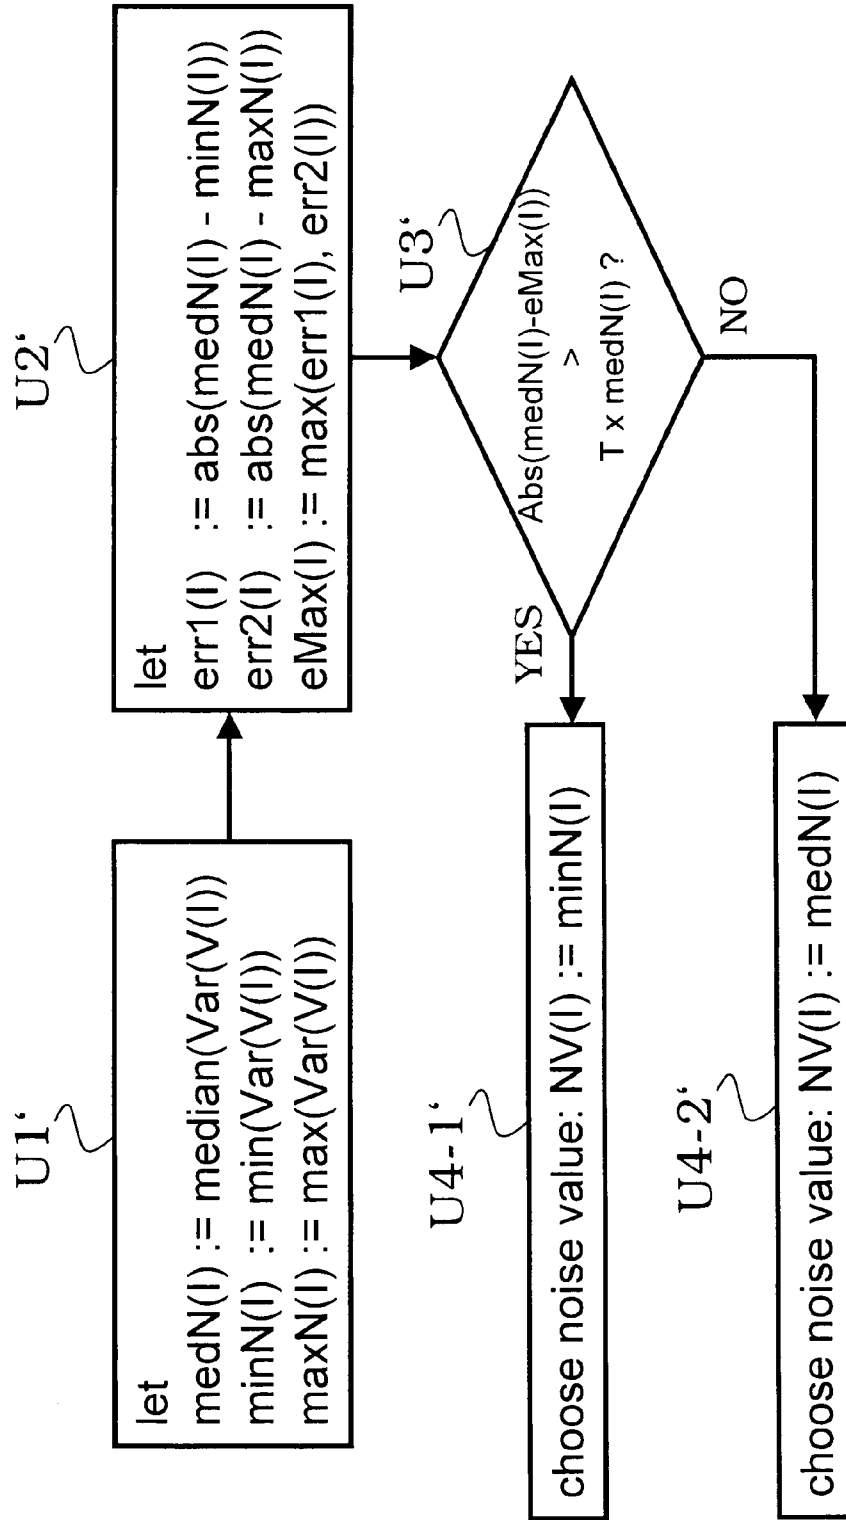 U1‘
let
medN(I) := median(Var(V(I))
minN(I) := min(Var(V(I))
maxN(I) := max(Var(V(I))
U2‘
let
err1(I) := abs(medN(I) - minN(I))
err2(I) := abs(medN(I) - maxN(I))
eMax(I) := max(err1(I), err2(I))
U3‘
Abs(medN(I)-eMax(I))
>
T x medN(I) ?
YES
NO
U4-1‘
choose noise value: NV(I) := minN(I)
U4-2‘
choose noise value: NV(I) := medN(I)